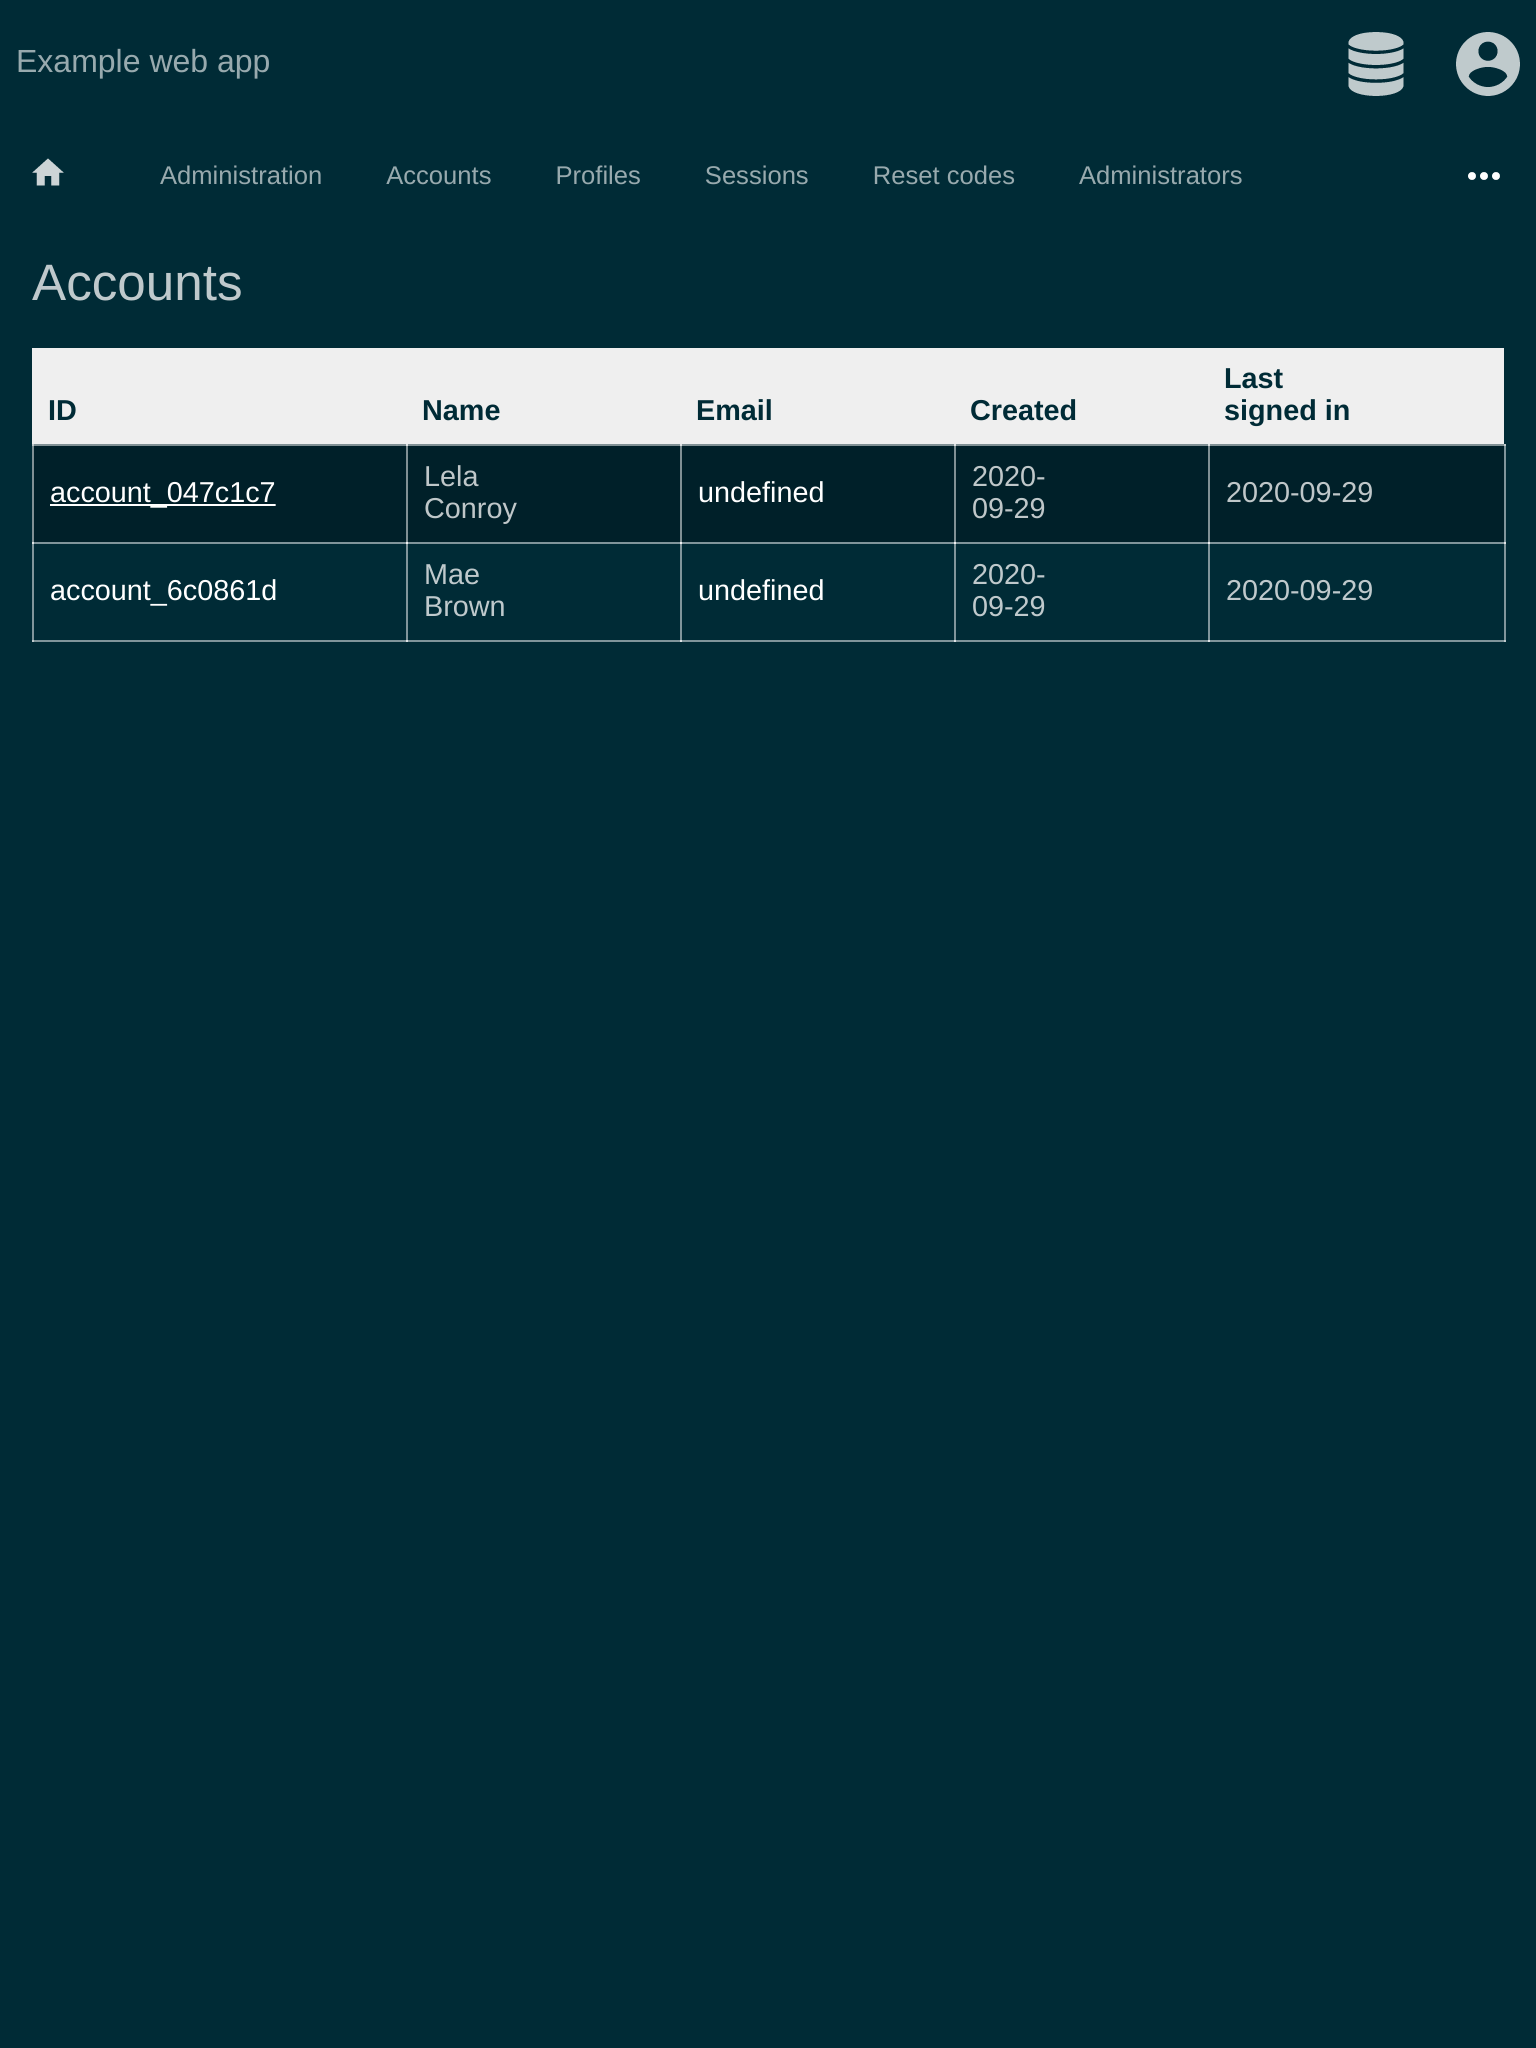 Example web app
Administration Accounts Profiles Sessions Reset codes Administrators
Accounts
ID Name Email Created Last signed in
account_047c1c7 Lela Conroy undefined 2020-09-29 2020-09-29
account_6c0861d Mae Brown undefined 2020-09-29 2020-09-29